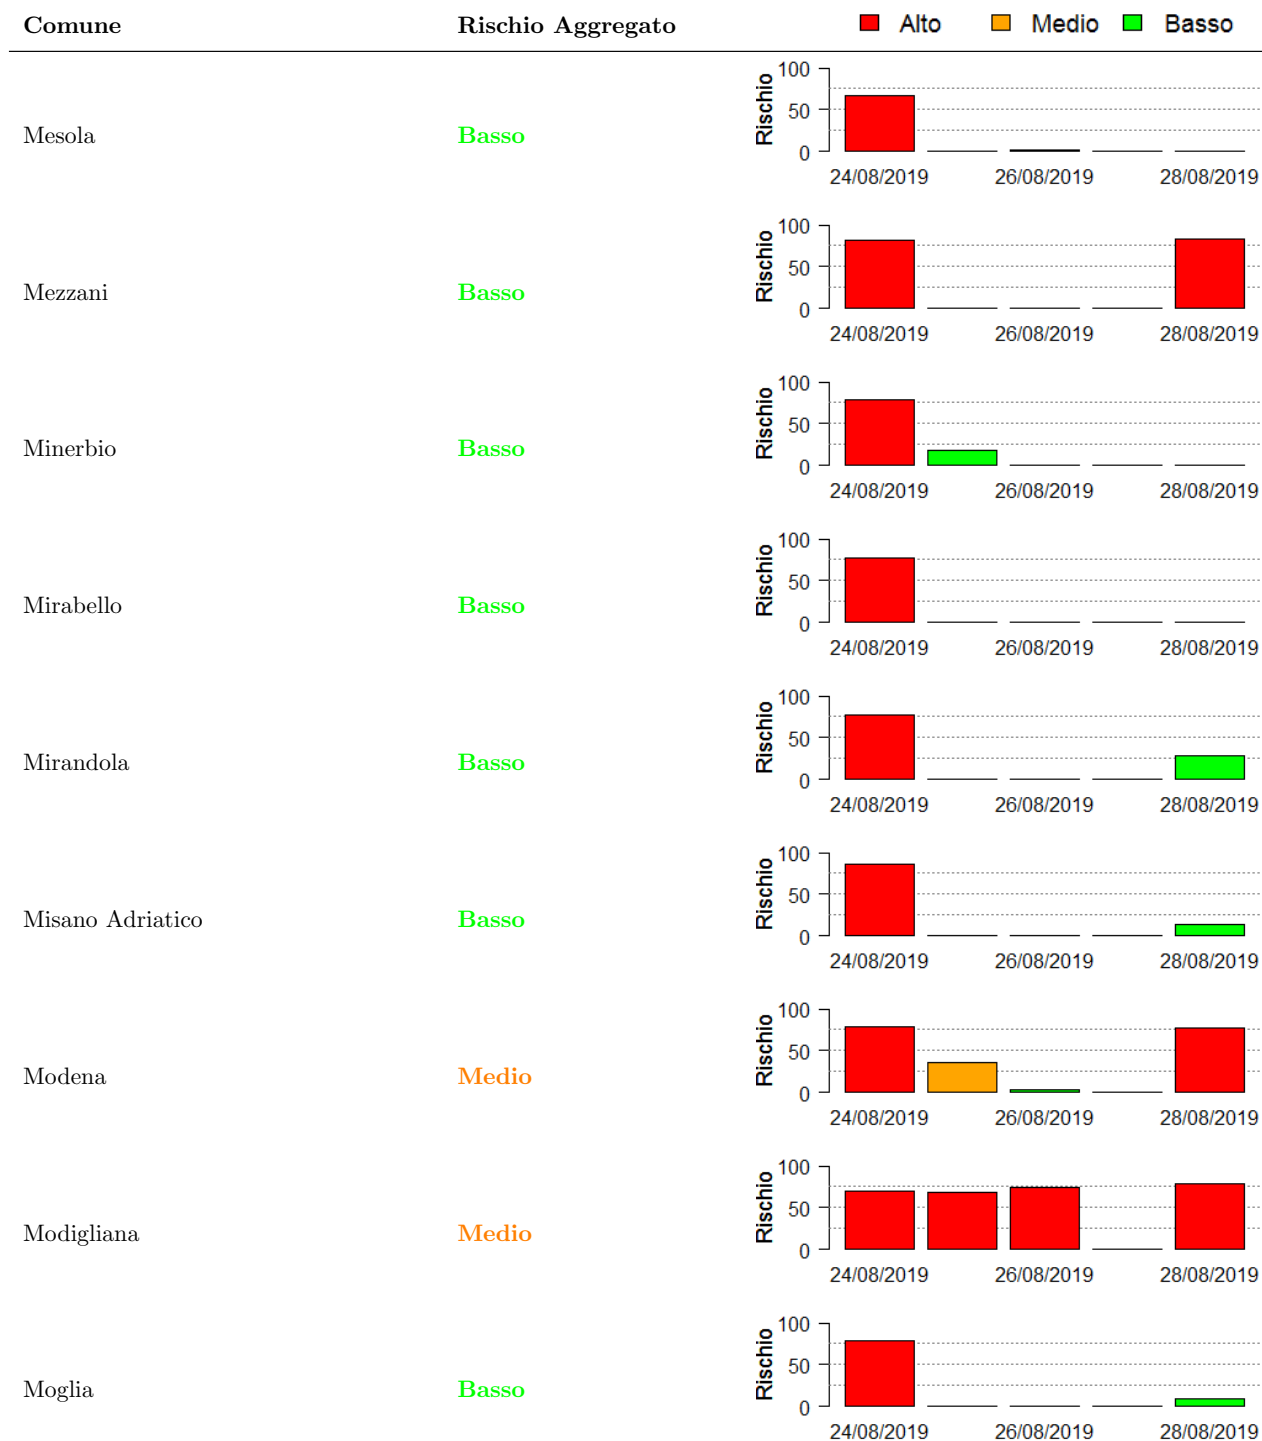 Comune Rischio Aggregato Alto Medio Basso
Mesola Basso Rischio 100 50 0
24/08/2019 26/08/2019 28/08/2019
Mezzani Basso Rischio 100 50 0
24/08/2019 26/08/2019 28/08/2019
Minerbio Basso Rischio 100 50 0
24/08/2019 26/08/2019 28/08/2019
Mirabello Basso Rischio 100 50 0
24/08/2019 26/08/2019 28/08/2019
Mirandola Basso Rischio 100 50 0
24/08/2019 26/08/2019 28/08/2019
Misano Adriatico Basso Rischio 100 50 0
24/08/2019 26/08/2019 28/08/2019
Modena Medio Rischio 100 50 0
24/08/2019 26/08/2019 28/08/2019
Modigliana Medio Rischio 100 50 0
24/08/2019 26/08/2019 28/08/2019
Moglia Basso Rischio 100 50 0
24/08/2019 26/08/2019 28/08/2019